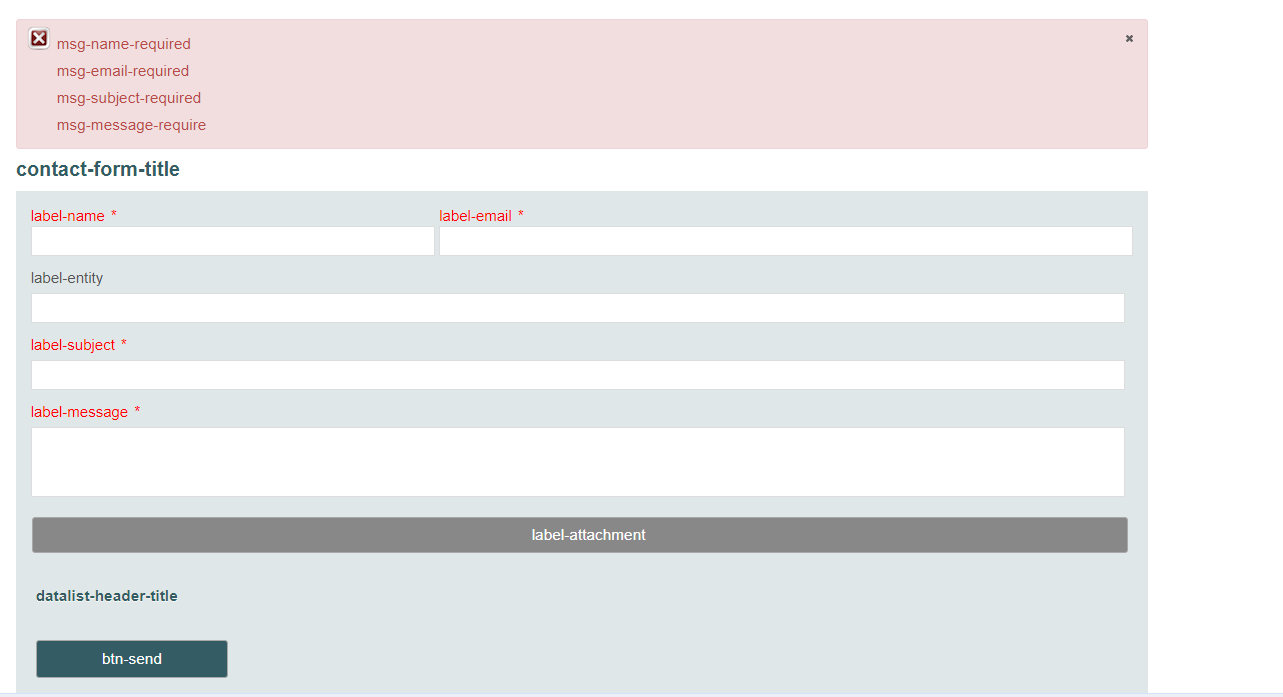 msg-name-required
msg-email-required
msg-subject-required
msg-message-require
contact-form-title
label-name * label-email *
label-entity
label-subject *
label-message *
label-attachment
datalist-header-title
btn-send